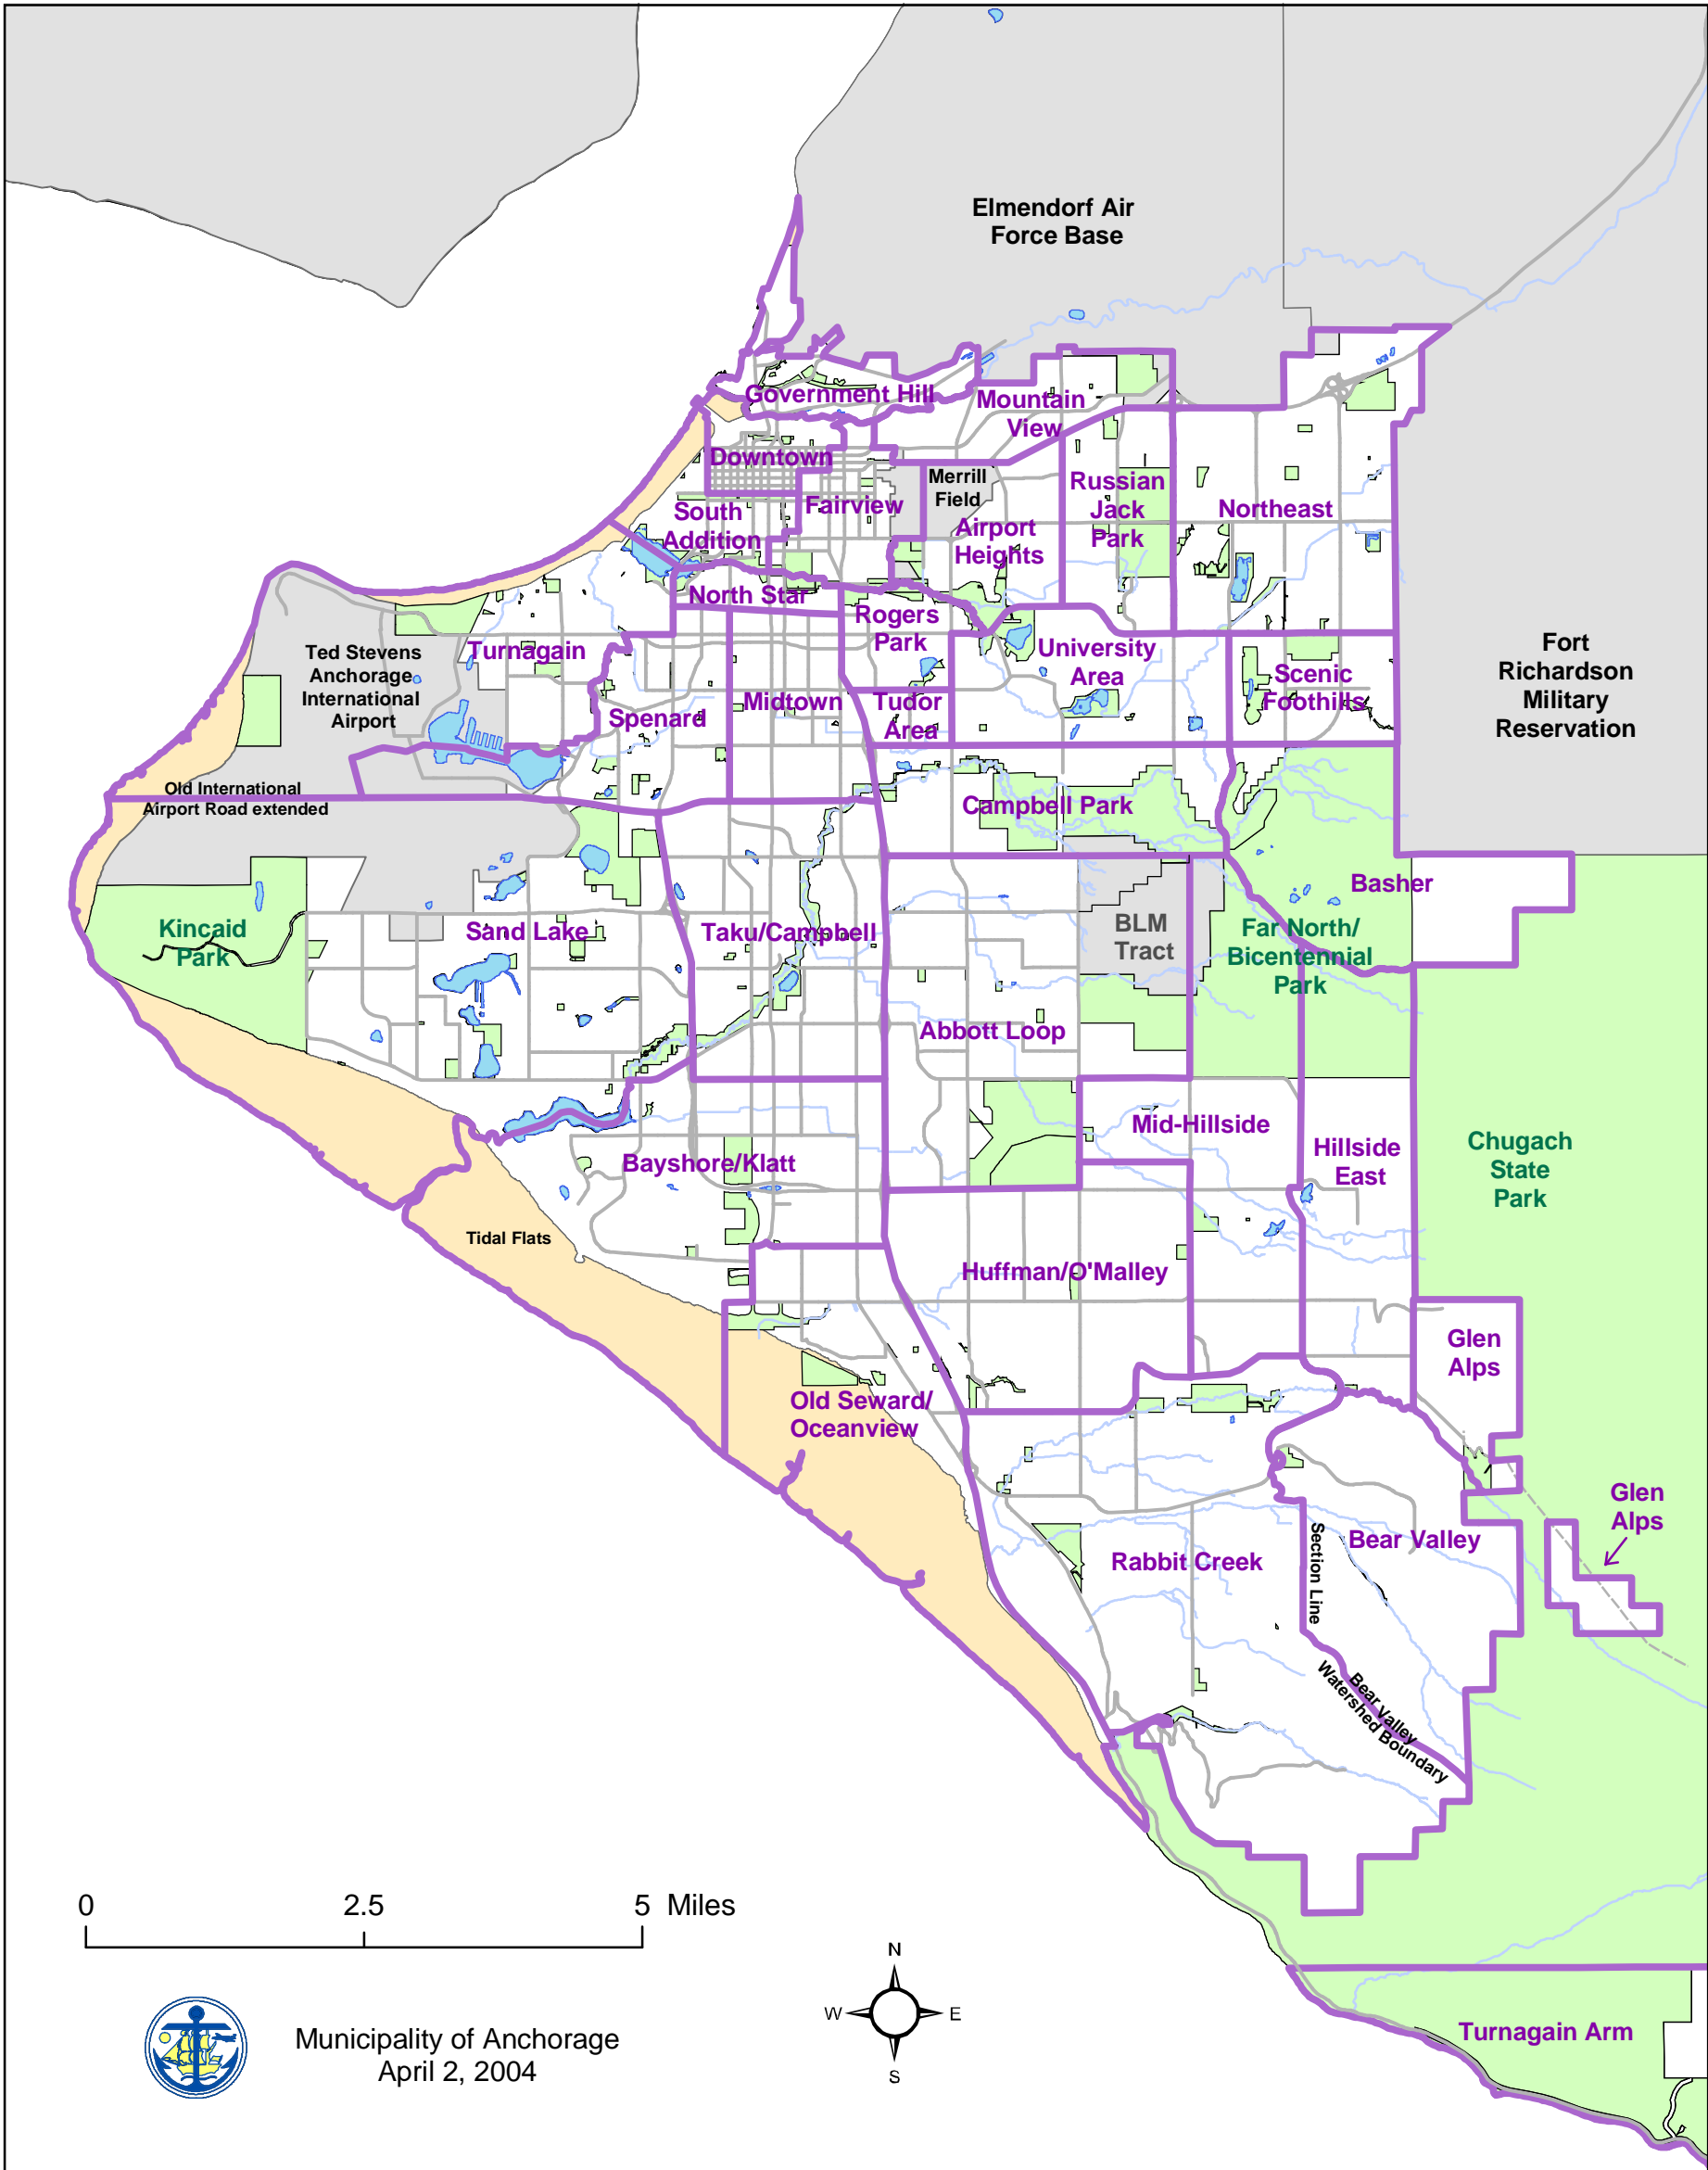 Elmendorf Air
Force Base
Government Hill
Mountain
View
Downtown
Merrill
Field
Russian
Jack
Park
Fairview
Northeast
South
Addition
Airport
Heights
North Star
Rogers
Park
Turnagain
Ted Stevens
Anchorage
International
Airport
University
Area
Scenic
Foothills
Fort
Richardson
Military
Reservation
Spenard
Midtown
Tudor
Area
Old International
Airport Road extended
Campbell Park
Basher
Kincaid
Park
Sand Lake
Taku/Campbell
BLM
Tract
Far North/
Bicentennial
Park
Abbott Loop
Mid-Hillside
Hillside
East
Chugach
State
Park
Bayshore/Klatt
Tidal Flats
Huffman/O'Malley
Glen
Alps
Old Seward/
Oceanview
Glen
Alps
Section Line
Bear Valley
Rabbit Creek
Bear Valley
Watershed Boundary
0 2.5 5 Miles
N
W E
S
Municipality of Anchorage
April 2, 2004
Turnagain Arm